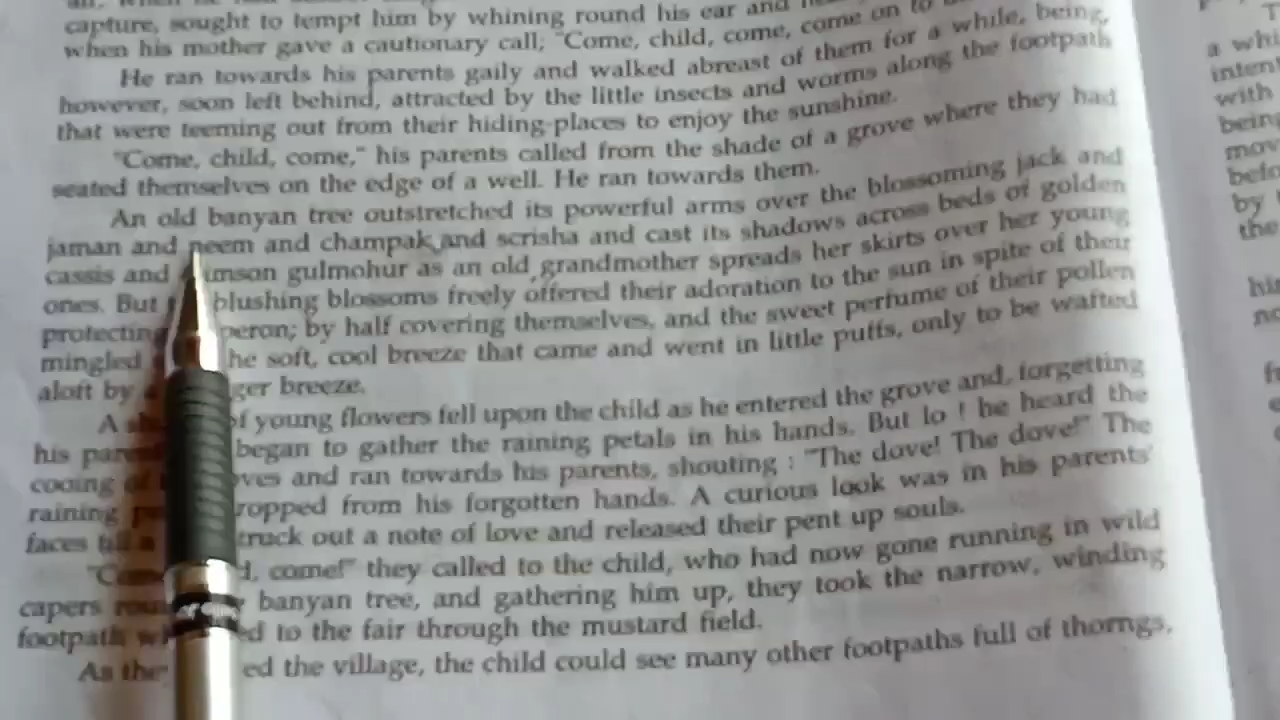 capture, sought to tempt him by whining round his ear and
when his mother gave a cautionary call; "Come, child, come, come on to
He ran towards his parents gaily and walked abreast of them for a while, being,
however, soon left behind, attracted by the little insects and worms along the footpath
that were teeming out from their hiding-places to enjoy the sunshine.
"Come, child, come," his parents called from the shade of a grove where they had
seated themselves on the edge of a well. He ran towards them.
An old banyan tree outstretched its powerful arms over the blossoming jack and
jaman and neem and champak and scrisha and cast its shadows across beds of golden
cassis and imson gulmohur as an old grandmother spreads her skirts over her young
ones. But blushing blossoms freely offered their adoration to the sun in spite of their
protecting peron; by half covering themselves, and the sweet perfume of their pollen
mingled he soft, cool breeze that came and went in little puffs, only to be wafted
aloft by ger breeze.
A of young flowers fell upon the child as he entered the grove and, forgetting
his began to gather the raining petals in his hands. But lo ! he heard the
cooing ves and ran towards his parents, shouting : "The dove! The dove!" The
raining ropped from his forgotten hands. A curious look was in his parents'
faces truck out a note of love and released their pent up souls.
d, come!" they called to the child, who had now gone running in wild
capers banyan tree, and gathering him up, they took the narrow, winding
footpath ed to the fair through the mustard field.
As ed the village, the child could see many other footpaths full of thorngs,
a whi
with
by
the